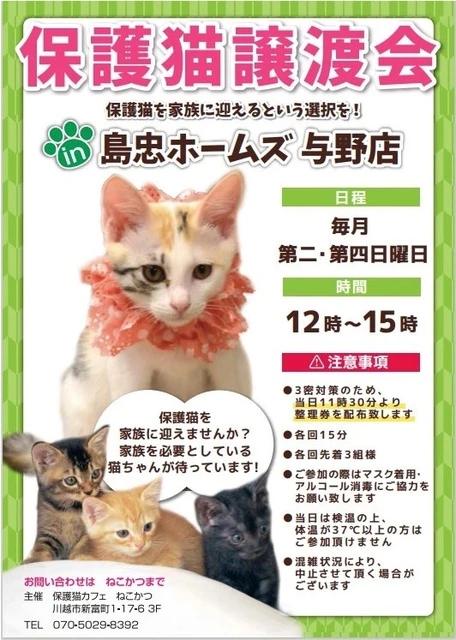 保護猫譲渡会
保護猫を家族に迎えるという選択を！
in 島忠ホームズ 与野店
日程
毎月
第二・第四日曜日
時間
12時～15時
⚠注意事項
●3密対策のため、
当日11時30分より
整理券を配布致します
●各回15分
●各回先着3組様
●ご参加の際はマスク着用・
アルコール消毒にご協力を
お願い致します
●当日は検温の上、
体温が37℃以上の方は
ご参加頂けません
●混雑状況により、
中止させて頂く場合が
ございます
保護猫を
家族に迎えませんか？
家族を必要としている
猫ちゃんが待っています!
お問い合わせは ねこかつまで
主催 保護猫カフェ ねこかつ
川越市新富町1-17-6 3F
TEL 070-5029-8392